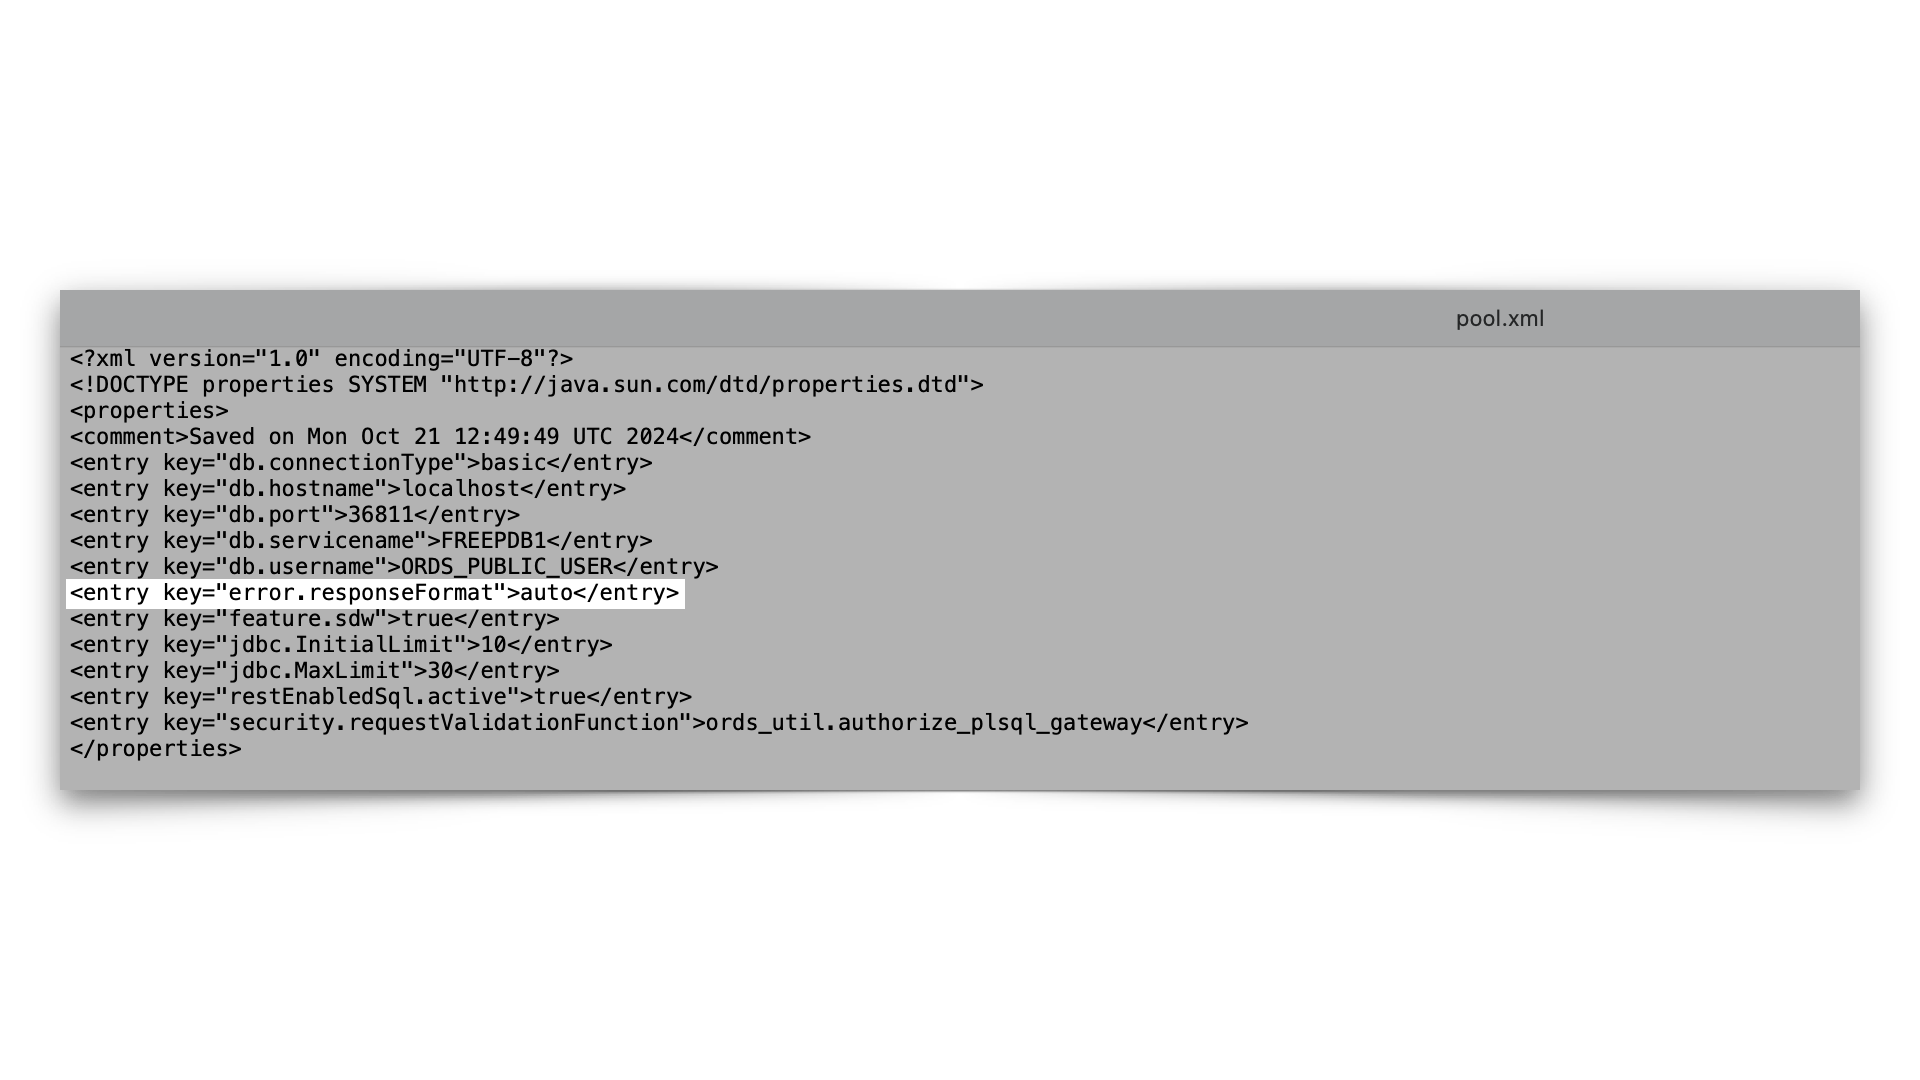 pool.xml
<?xml version="1.0" encoding="UTF-8"?>
<!DOCTYPE properties SYSTEM "http://java.sun.com/dtd/properties.dtd">
<properties>
<comment>Saved on Mon Oct 21 12:49:49 UTC 2024</comment>
<entry key="db.connectionType">basic</entry>
<entry key="db.hostname">localhost</entry>
<entry key="db.port">36811</entry>
<entry key="db.servicename">FREEPDB1</entry>
<entry key="db.username">ORDS_PUBLIC_USER</entry>
<entry key="error.responseFormat">auto</entry>
<entry key="feature.sdw">true</entry>
<entry key="jdbc.InitialLimit">10</entry>
<entry key="jdbc.MaxLimit">30</entry>
<entry key="restEnabledSql.active">true</entry>
<entry key="security.requestValidationFunction">ords_util.authorize_plsql_gateway</entry>
</properties>